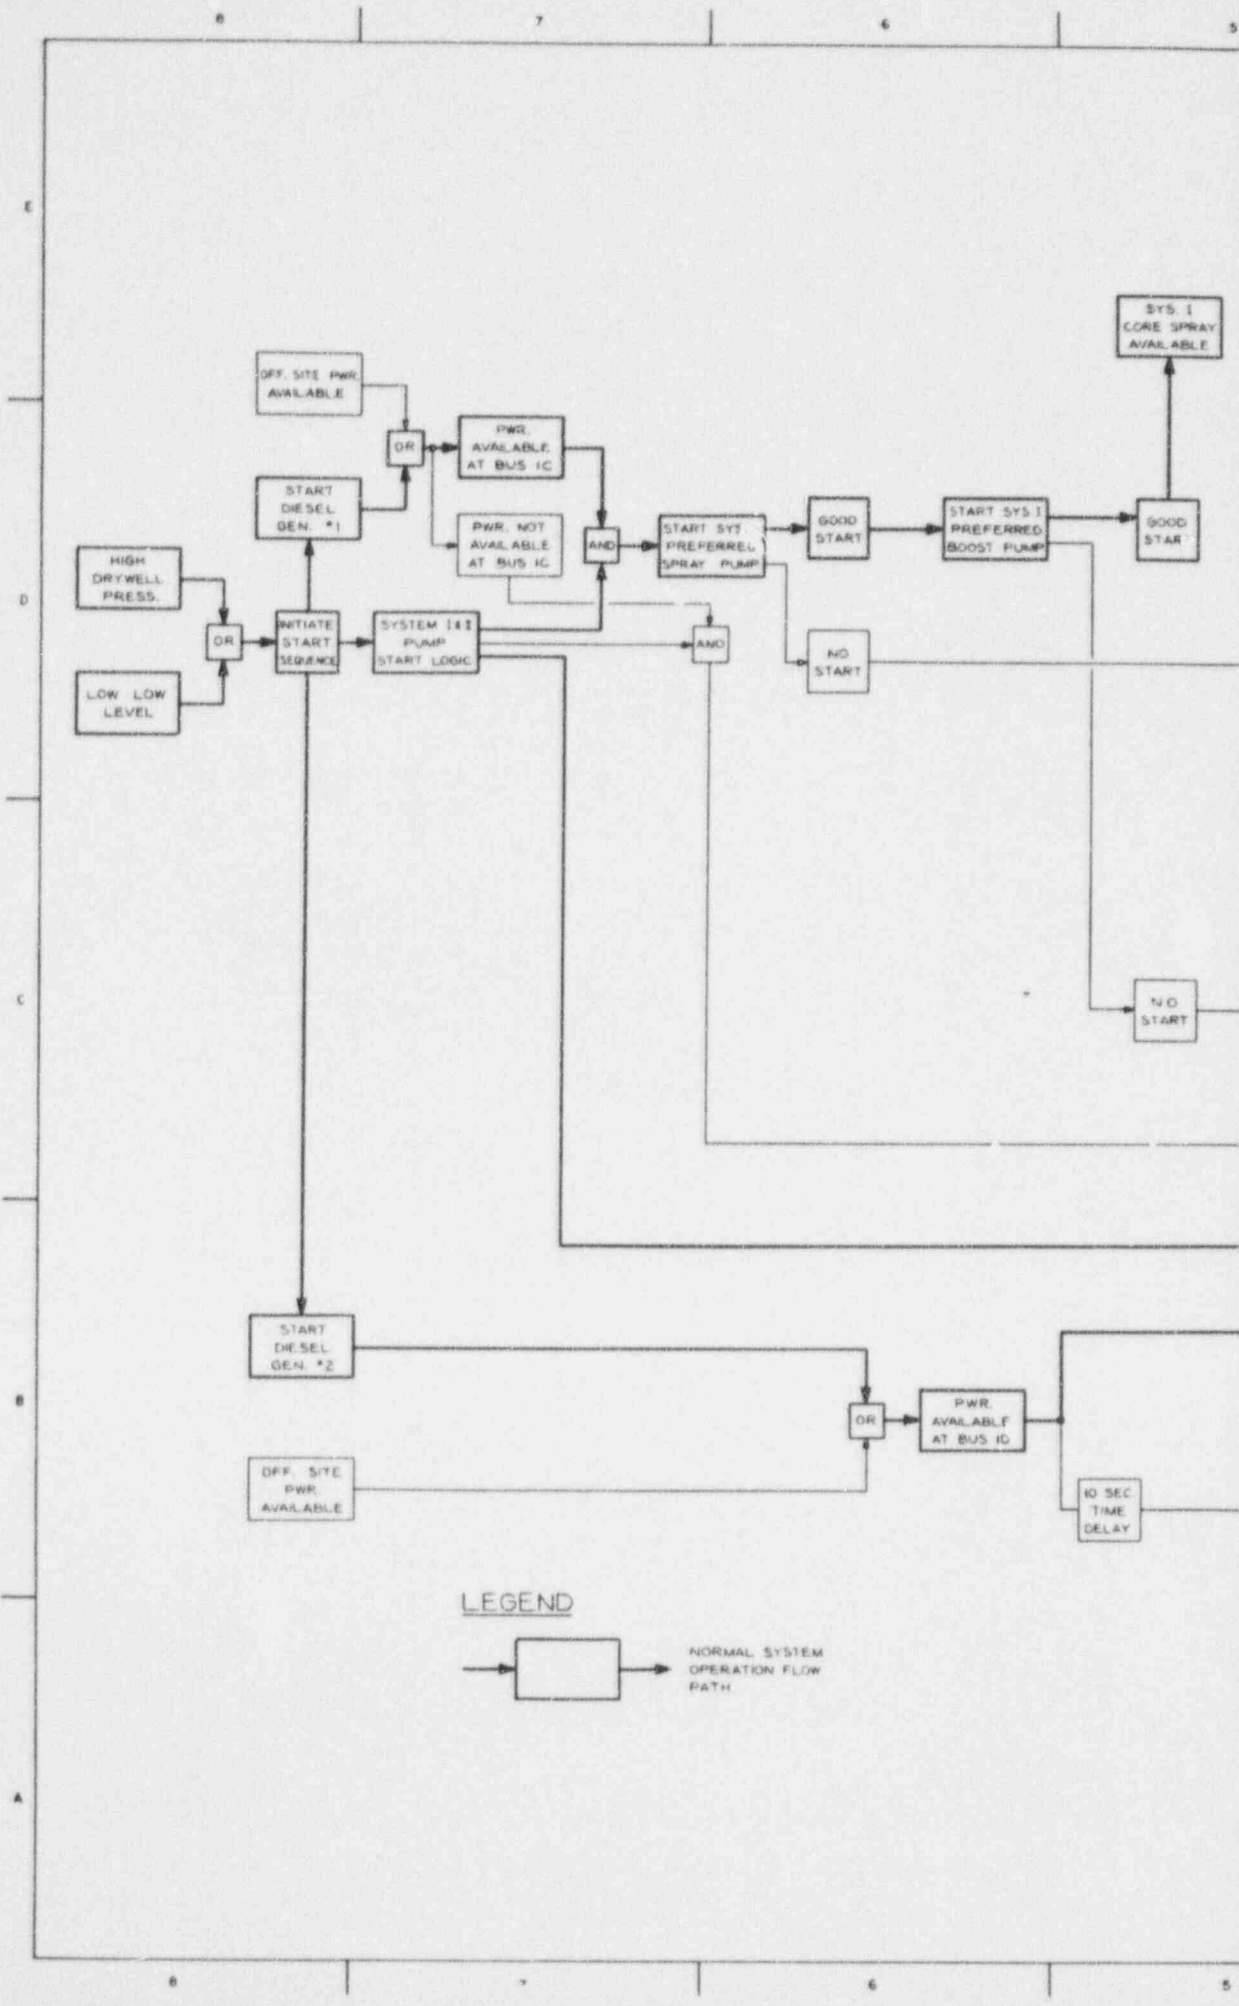 8
7
6
5
E
D
C
B
A
SYS. I
CORE SPRAY
AVAILABLE
OFF. SITE PWR.
AVAILABLE
OR
PWR.
AVAILABLE
AT BUS 1C
START
DIESEL
GEN. #1
PWR. NOT
AVAILABLE
AT BUS 1C
AND
START SYS.
PREFERRED
SPRAY PUMP
GOOD
START
START SYS I
PREFERRED
BOOST PUMP
GOOD
START
HIGH
DRYWELL
PRESS.
OR
INITIATE
START
SEQUENCE
SYSTEM I & II
PUMP
START LOGIC
AND
NO
START
LOW LOW
LEVEL
NO
START
START
DIESEL
GEN. #2
OR
PWR.
AVAILABLE
AT BUS 1D
OFF. SITE
PWR.
AVAILABLE
10 SEC
TIME
DELAY
LEGEND
NORMAL SYSTEM
OPERATION FLOW
PATH
8
6
5